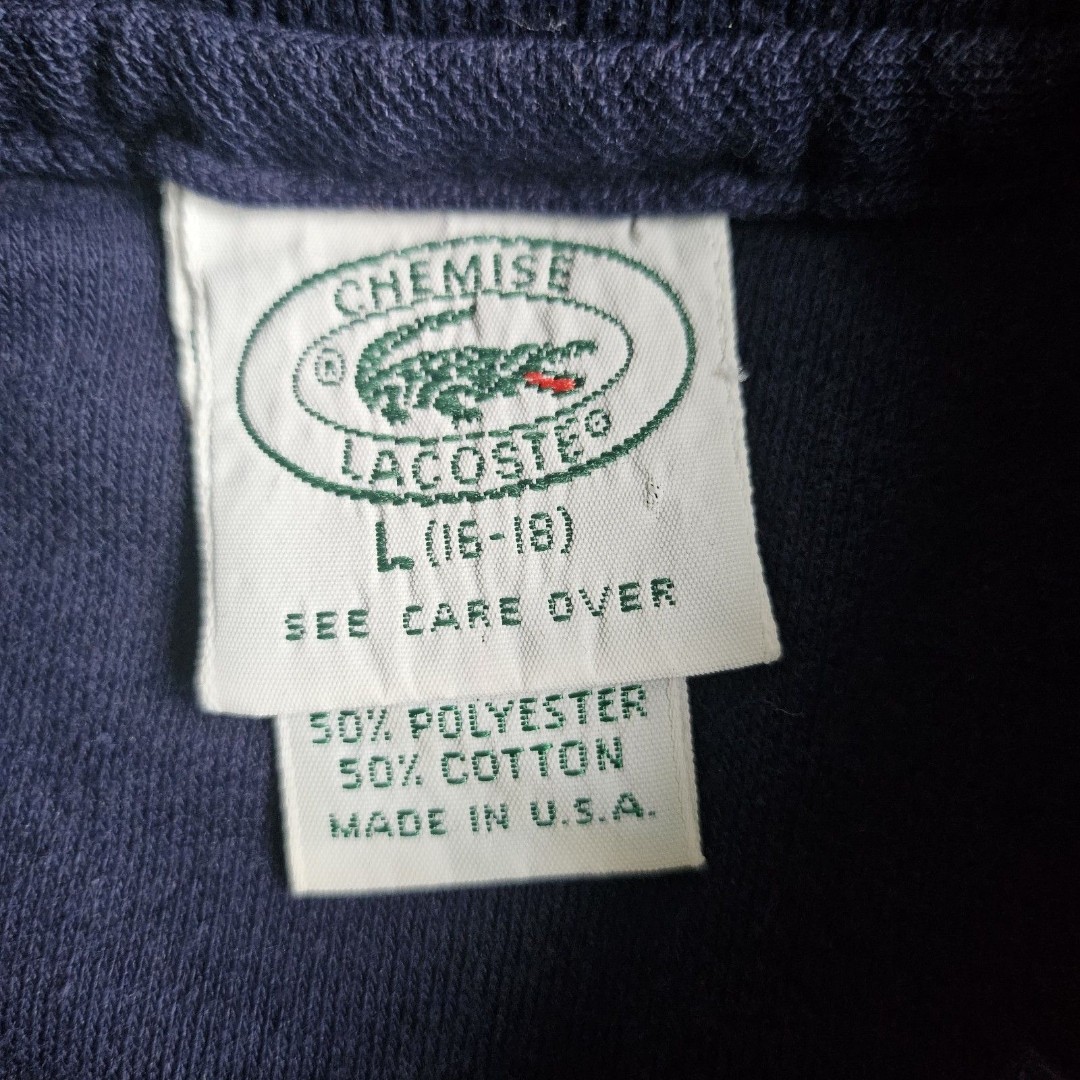 CHEMISE
®
LACOSTE®
L (16-18)
SEE CARE OVER
50% POLYESTER
50% COTTON
MADE IN U.S.A.